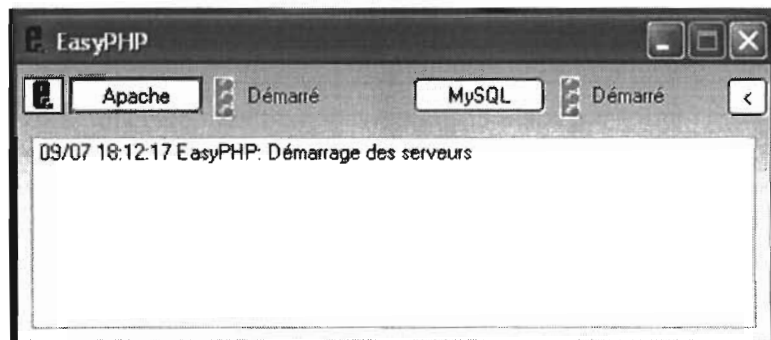 e. EasyPHP
e. Apache Démarré MySQL Démarré <
09/07 18:12:17 EasyPHP: Démarrage des serveurs